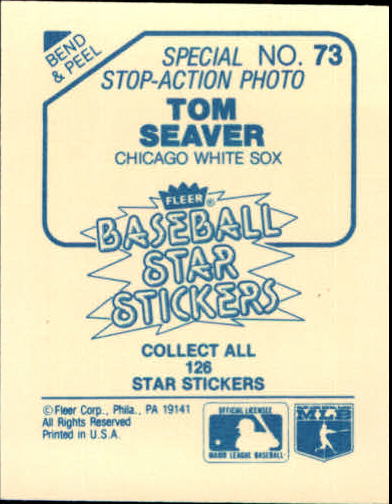 BEND
& PEEL
SPECIAL NO. 73
STOP-ACTION PHOTO
TOM
SEAVER
CHICAGO WHITE SOX
FLEER®
BASEBALL
STAR
STICKERS
COLLECT ALL
126
STAR STICKERS
© Fleer Corp., Phila., PA 19141
All Rights Reserved
Printed in U.S.A.
OFFICIAL LICENSEE
MAJOR LEAGUE BASEBALL
MLB